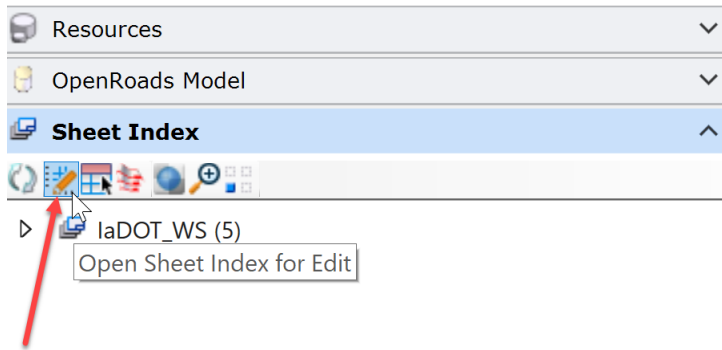 Resources
OpenRoads Model
Sheet Index
IaDOT_WS (5)
Open Sheet Index for Edit